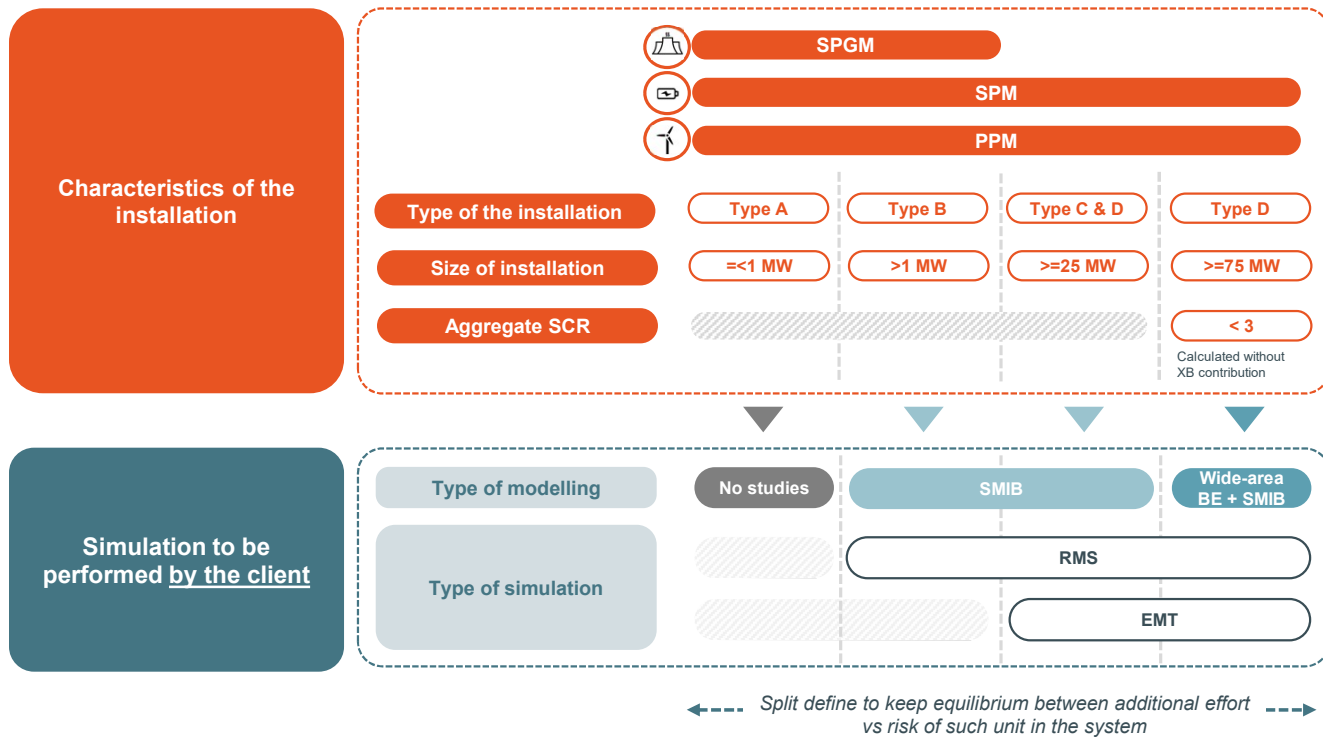 SPGM
SPM
PPM
Characteristics of the
installation
Type of the installation
Type A
Type B
Type C & D
Type D
Size of installation
=<1 MW
>1 MW
>=25 MW
>=75 MW
Aggregate SCR
< 3
Calculated without
XB contribution
Simulation to be
performed by the client
Type of modelling
No studies
SMIB
Wide-area
BE + SMIB
Type of simulation
RMS
EMT
Split define to keep equilibrium between additional effort
vs risk of such unit in the system